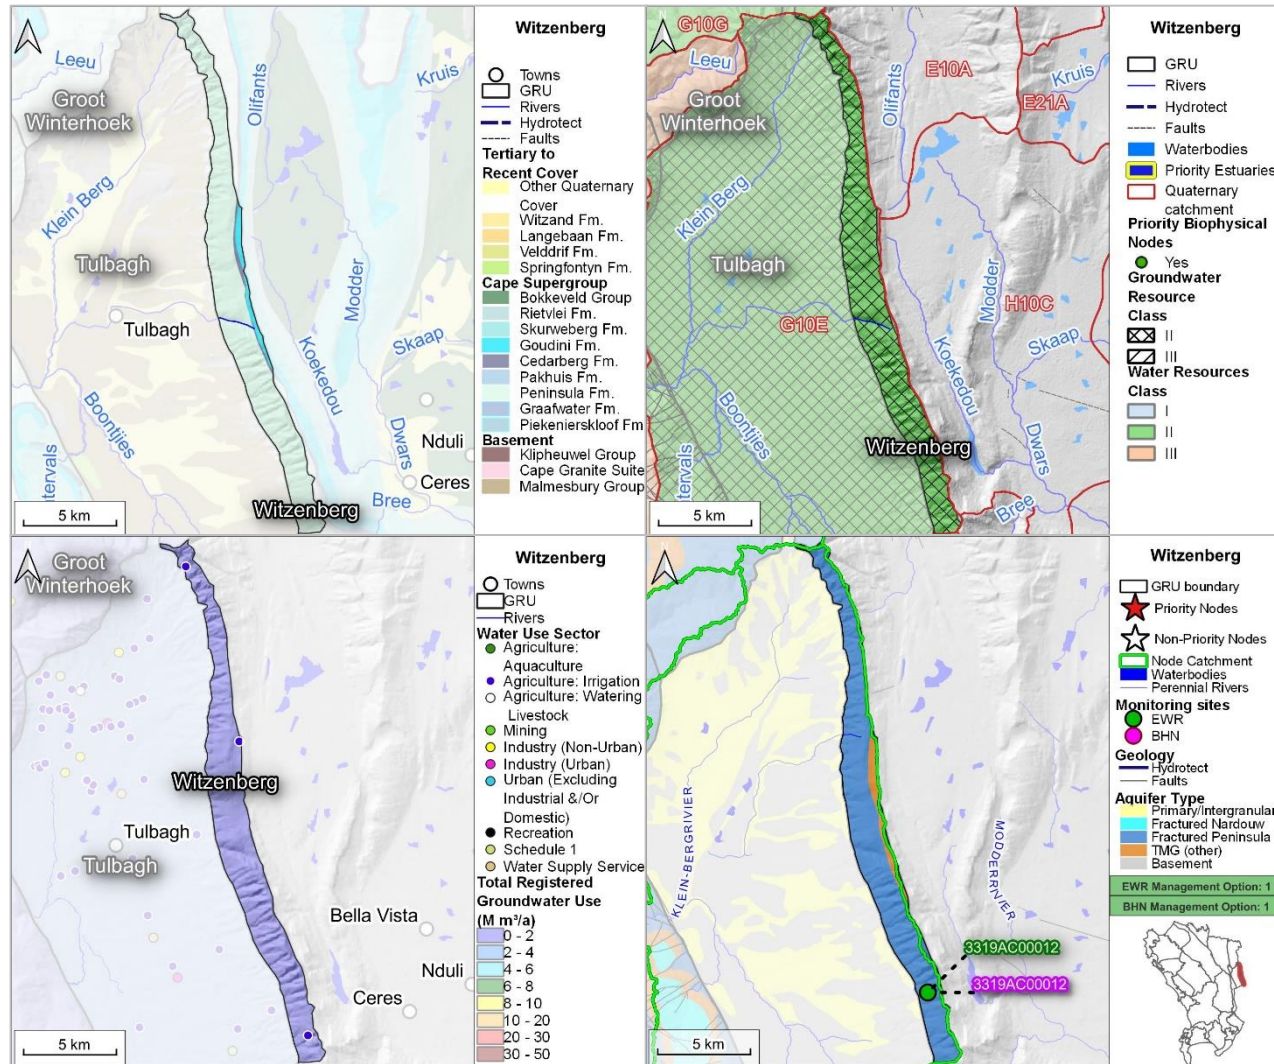 Witzenberg
Leeu
Groot
Winterhoek
Olifants
Kruis
Klein Berg
Tulbagh
Tulbagh
Modder
Skaap
Koekedou
Boontjies
Dwars
Nduli
Ceres
Bree
Witzenberg
tervals
5 km
Towns
GRU
Rivers
Hydrotect
Faults
Tertiary to
Recent Cover
Other Quaternary
Cover
Witzand Fm.
Langebaan Fm.
Velddrif Fm.
Springfontyn Fm.
Cape Supergroup
Bokkeveld Group
Rietvlei Fm.
Skurweberg Fm.
Goudini Fm.
Cedarberg Fm.
Pakhuis Fm.
Peninsula Fm.
Graafwater Fm.
Piekenierskloof Fm
Basement
Klipheuwel Group
Cape Granite Suite
Malmesbury Group
Witzenberg
G10G
Leeu
Groot
Winterhoek
Olifants
E10A
Kruis
E21A
Klein Berg
Tulbagh
Modder
G10E
H10C
Skaap
Koekedou
Boontjies
Witzenberg
Dwars
Bree
tervals
5 km
GRU
Rivers
Hydrotect
Faults
Waterbodies
Priority Estuaries
Quaternary
catchment
Priority Biophysical
Nodes
Yes
Groundwater
Resource
Class
II
III
Water Resources
Class
I
II
III
Witzenberg
Groot
Winterhoek
Witzenberg
Tulbagh
Tulbagh
Bella Vista
Nduli
Ceres
5 km
Towns
GRU
Rivers
Water Use Sector
Agriculture:
Aquaculture
Agriculture: Irrigation
Agriculture: Watering
Livestock
Mining
Industry (Non-Urban)
Industry (Urban)
Urban (Excluding
Industrial &/Or
Domestic)
Recreation
Schedule 1
Water Supply Service
Total Registered
Groundwater Use
(M m³/a)
0 - 2
2 - 4
4 - 6
6 - 8
8 - 10
10 - 20
20 - 30
30 - 50
Witzenberg
KLEIN-BERGRIVIER
MODDERRIVIER
3319AC00012
3319AC00012
5 km
GRU boundary
Priority Nodes
Non-Priority Nodes
Node Catchment
Waterbodies
Perennial Rivers
Monitoring sites
EWR
BHN
Geology
Hydrotect
Faults
Aquifer Type
Primary/Intergranular
Fractured Nardouw
Fractured Peninsula
TMG (other)
Basement
EWR Management Option: 1
BHN Management Option: 1